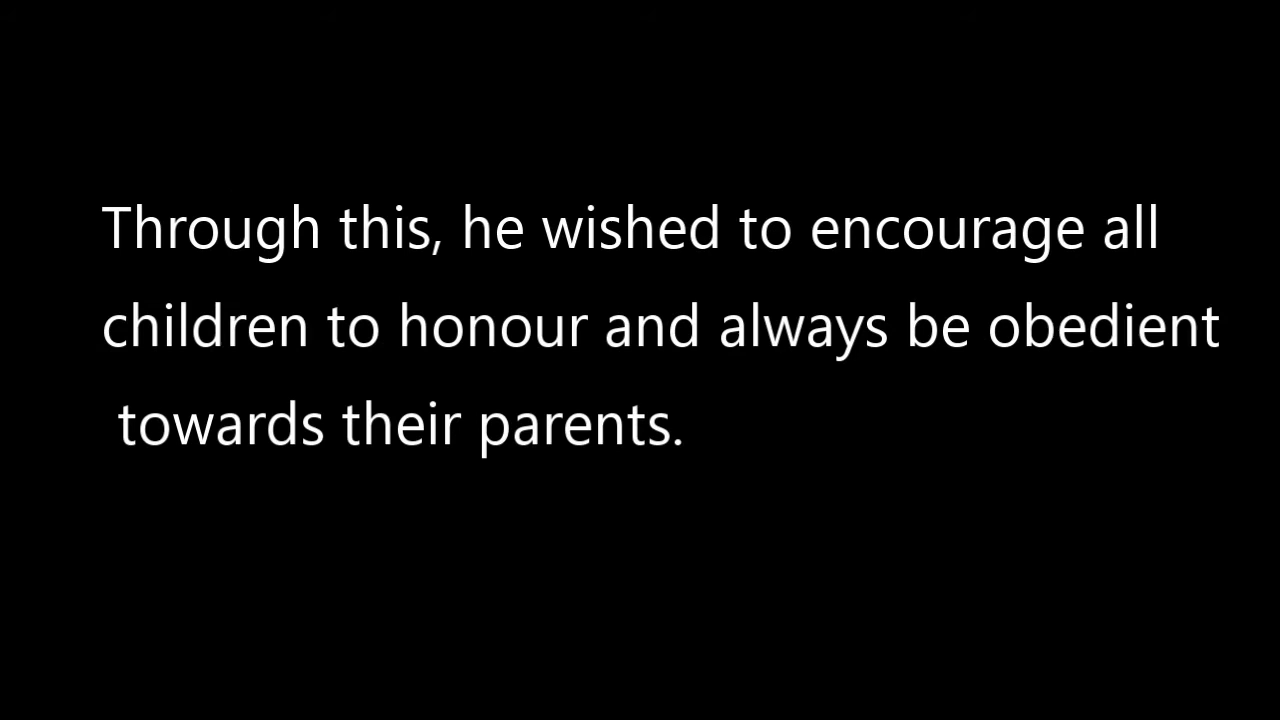 Through this, he wished to encourage all
children to honour and always be obedient
towards their parents.